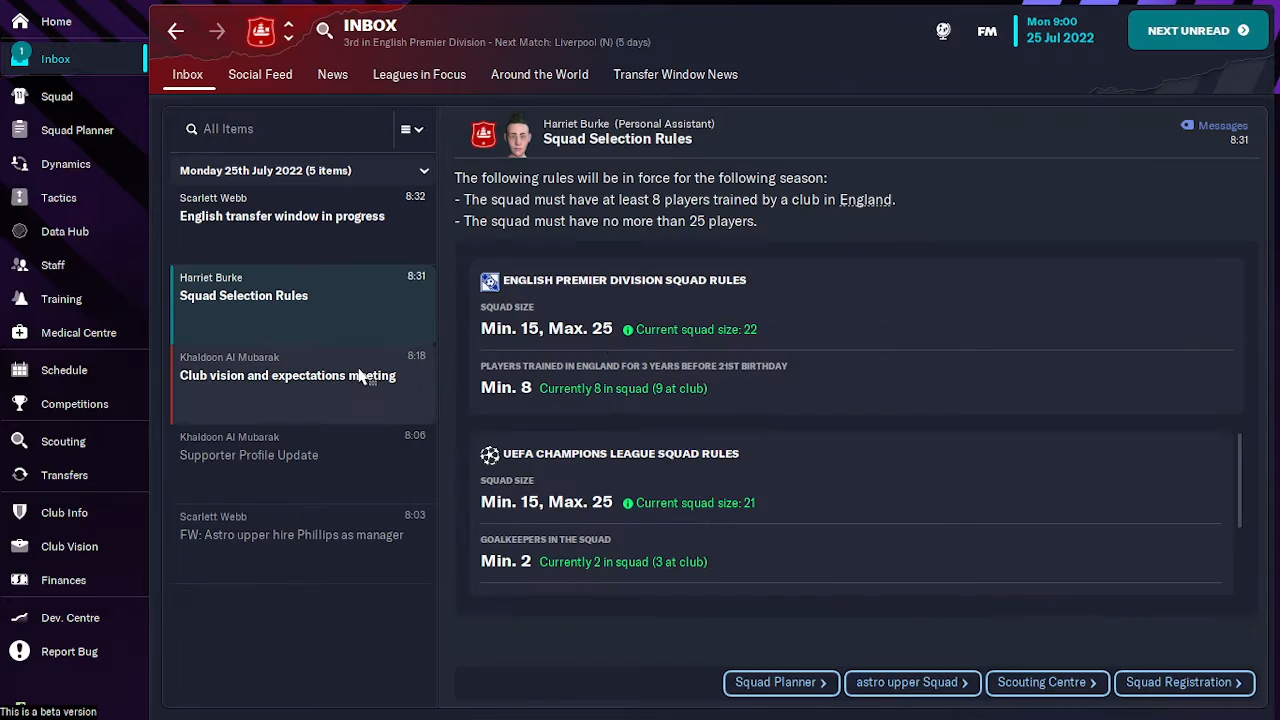 Home
1
Inbox
Squad
Squad Planner
Dynamics
Tactics
Data Hub
Staff
Training
Medical Centre
Schedule
Competitions
Scouting
Transfers
Club Info
Club Vision
Finances
Dev. Centre
Report Bug
This is a beta version
INBOX
3rd in English Premier Division - Next Match: Liverpool (N) (5 days)
FM
Mon 9:00
25 Jul 2022
NEXT UNREAD
Inbox
Social Feed
News
Leagues in Focus
Around the World
Transfer Window News
All Items
Monday 25th July 2022 (5 items)
Scarlett Webb 8:32
English transfer window in progress
Harriet Burke 8:31
Squad Selection Rules
Khaldoon Al Mubarak 8:18
Club vision and expectations meeting
Khaldoon Al Mubarak 8:06
Supporter Profile Update
Scarlett Webb 8:03
FW: Astro upper hire Phillips as manager
Harriet Burke (Personal Assistant)
Squad Selection Rules
Messages
8:31
The following rules will be in force for the following season:
- The squad must have at least 8 players trained by a club in England.
- The squad must have no more than 25 players.
ENGLISH PREMIER DIVISION SQUAD RULES
SQUAD SIZE
Min. 15, Max. 25 Current squad size: 22
PLAYERS TRAINED IN ENGLAND FOR 3 YEARS BEFORE 21ST BIRTHDAY
Min. 8 Currently 8 in squad (9 at club)
UEFA CHAMPIONS LEAGUE SQUAD RULES
SQUAD SIZE
Min. 15, Max. 25 Current squad size: 21
GOALKEEPERS IN THE SQUAD
Min. 2 Currently 2 in squad (3 at club)
Squad Planner >
astro upper Squad >
Scouting Centre >
Squad Registration >